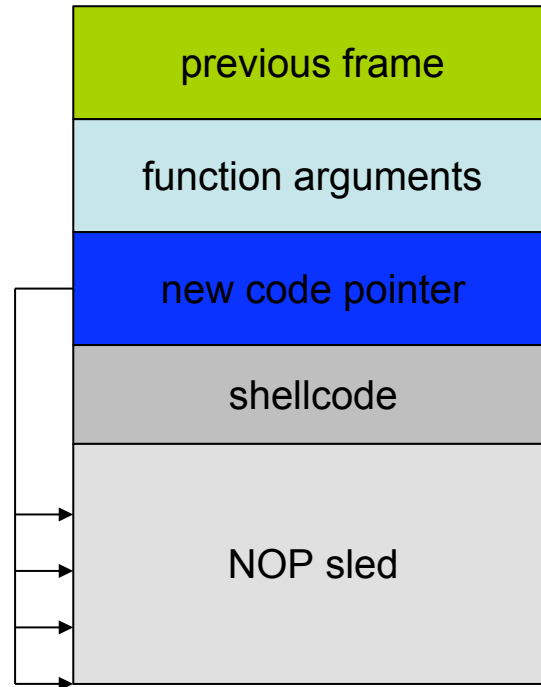 previous frame
function arguments
new code pointer
shellcode
NOP sled